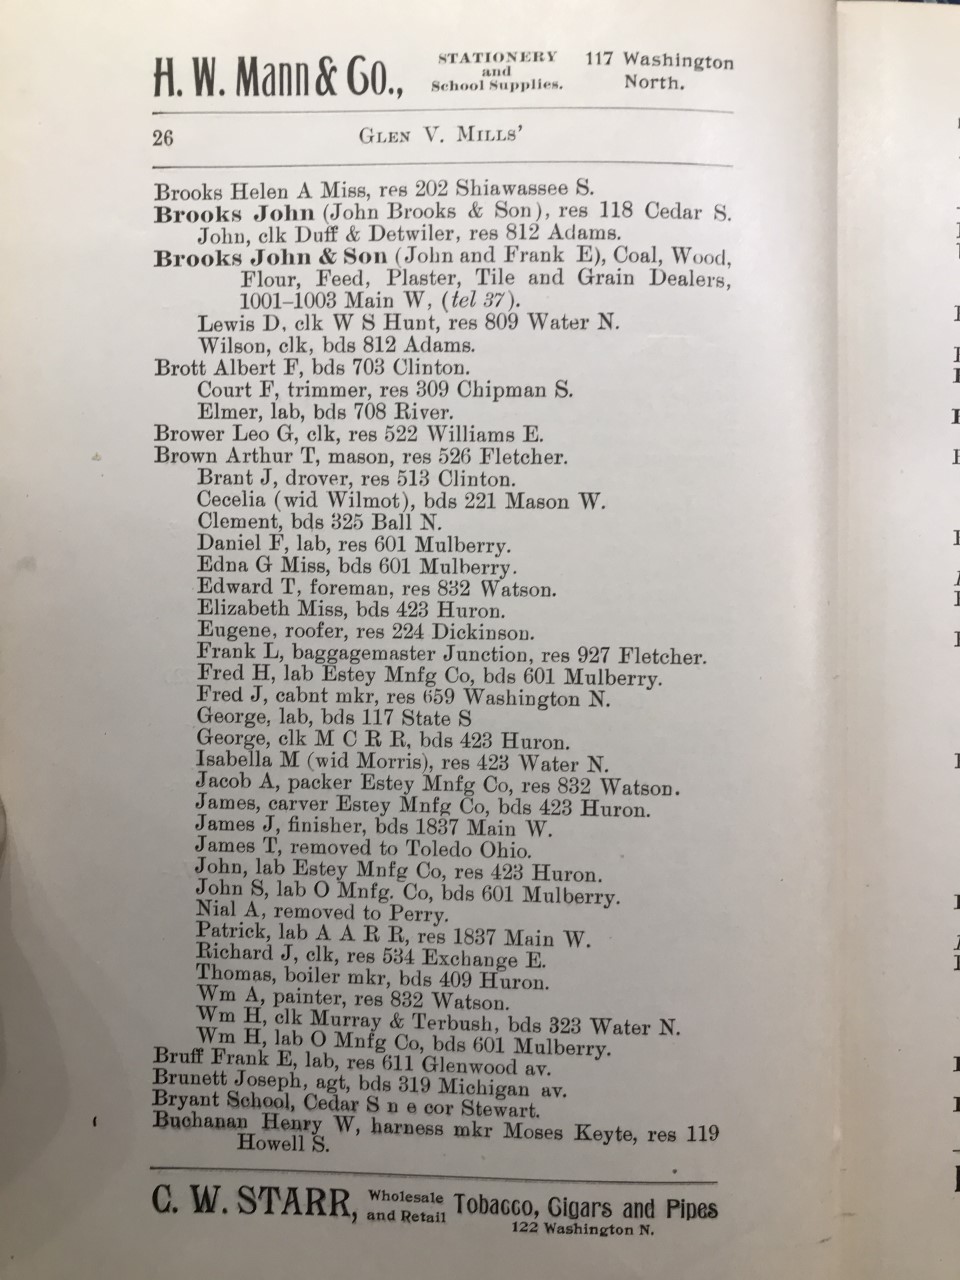 H. W. Mann & Co., STATIONERY and School Supplies. 117 Washington North.
26 GLEN V. MILLS'
Brooks Helen A Miss, res 202 Shiawassee S.
Brooks John (John Brooks & Son), res 118 Cedar S.
John, clk Duff & Detwiler, res 812 Adams.
Brooks John & Son (John and Frank E), Coal, Wood,
Flour, Feed, Plaster, Tile and Grain Dealers,
1001–1003 Main W, (tel 37).
Lewis D, clk W S Hunt, res 809 Water N.
Wilson, clk, bds 812 Adams.
Brott Albert F, bds 703 Clinton.
Court F, trimmer, res 309 Chipman S.
Elmer, lab, bds 708 River.
Brower Leo G, clk, res 522 Williams E.
Brown Arthur T, mason, res 526 Fletcher.
Brant J, drover, res 513 Clinton.
Cecelia (wid Wilmot), bds 221 Mason W.
Clement, bds 325 Ball N.
Daniel F, lab, res 601 Mulberry.
Edna G Miss, bds 601 Mulberry.
Edward T, foreman, res 832 Watson.
Elizabeth Miss, bds 423 Huron.
Eugene, roofer, res 224 Dickinson.
Frank L, baggagemaster Junction, res 927 Fletcher.
Fred H, lab Estey Mnfg Co, bds 601 Mulberry.
Fred J, cabnt mkr, res 659 Washington N.
George, lab, bds 117 State S
George, clk M C R R, bds 423 Huron.
Isabella M (wid Morris), res 423 Water N.
Jacob A, packer Estey Mnfg Co, res 832 Watson.
James, carver Estey Mnfg Co, bds 423 Huron.
James J, finisher, bds 1837 Main W.
James T, removed to Toledo Ohio.
John, lab Estey Mnfg Co, res 423 Huron.
John S, lab O Mnfg. Co, bds 601 Mulberry.
Nial A, removed to Perry.
Patrick, lab A A R R, res 1837 Main W.
Richard J, clk, res 534 Exchange E.
Thomas, boiler mkr, bds 409 Huron.
Wm A, painter, res 832 Watson.
Wm H, clk Murray & Terbush, bds 323 Water N.
Wm H, lab O Mnfg Co, bds 601 Mulberry.
Bruff Frank E, lab, res 611 Glenwood av.
Brunett Joseph, agt, bds 319 Michigan av.
Bryant School, Cedar S n e cor Stewart.
Buchanan Henry W, harness mkr Moses Keyte, res 119
Howell S.
C. W. STARR, Wholesale and Retail Tobacco, Cigars and Pipes
122 Washington N.